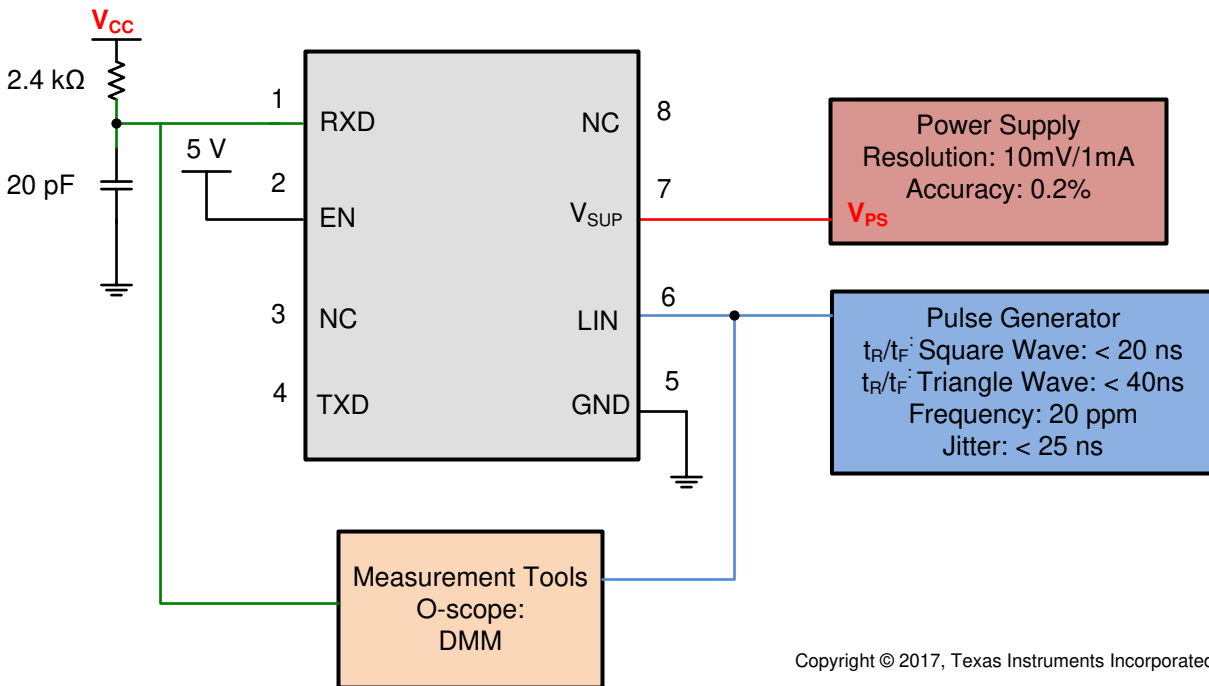 VCC
2.4 kΩ
20 pF
5 V
1
RXD
2
EN
3
NC
4
TXD
NC
8
VSUP
7
LIN
6
GND
5
Power Supply
Resolution: 10mV/1mA
Accuracy: 0.2%
VPS
Pulse Generator
tR/tF: Square Wave: < 20 ns
tR/tF: Triangle Wave: < 40ns
Frequency: 20 ppm
Jitter: < 25 ns
Measurement Tools
O-scope:
DMM
Copyright © 2017, Texas Instruments Incorporated